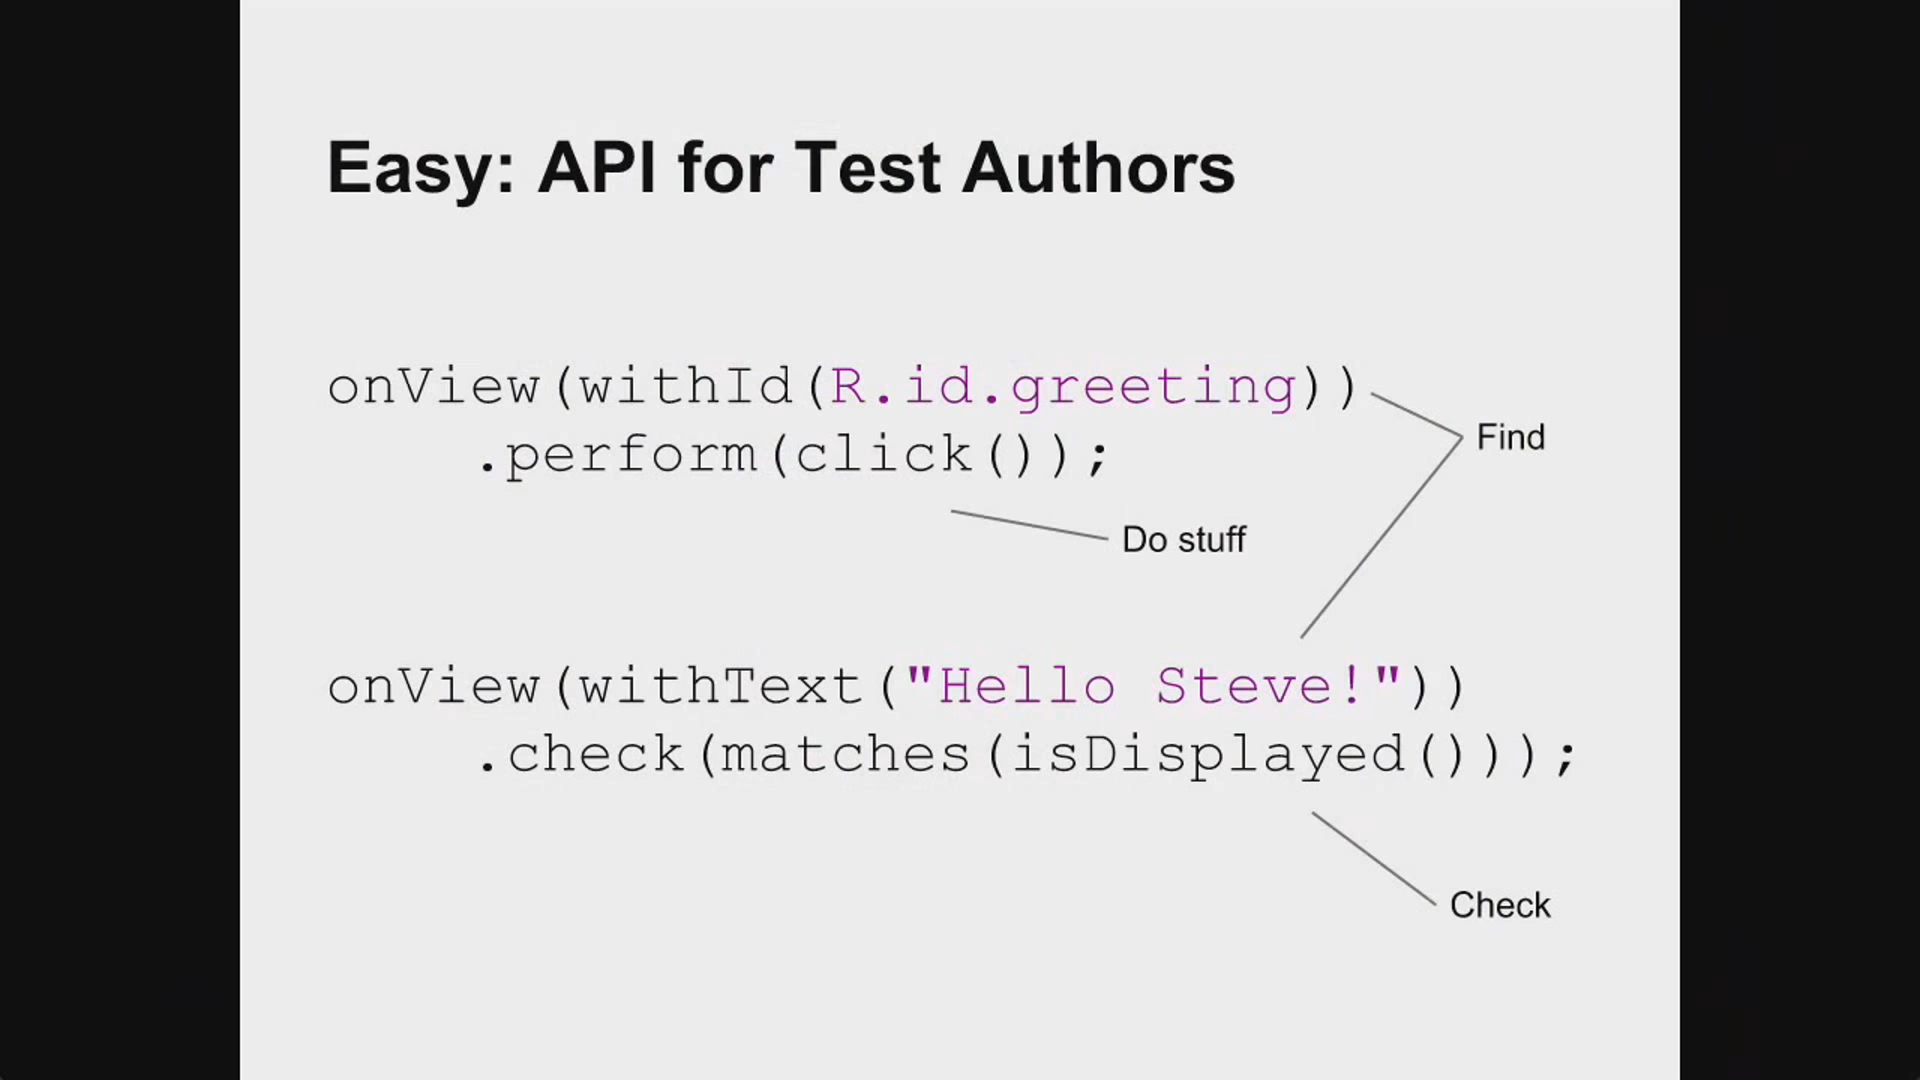 Easy: API for Test Authors
onView(withId(R.id.greeting))
.perform(click());
Find
Do stuff
onView(withText("Hello Steve!"))
.check(matches(isDisplayed()));
Check